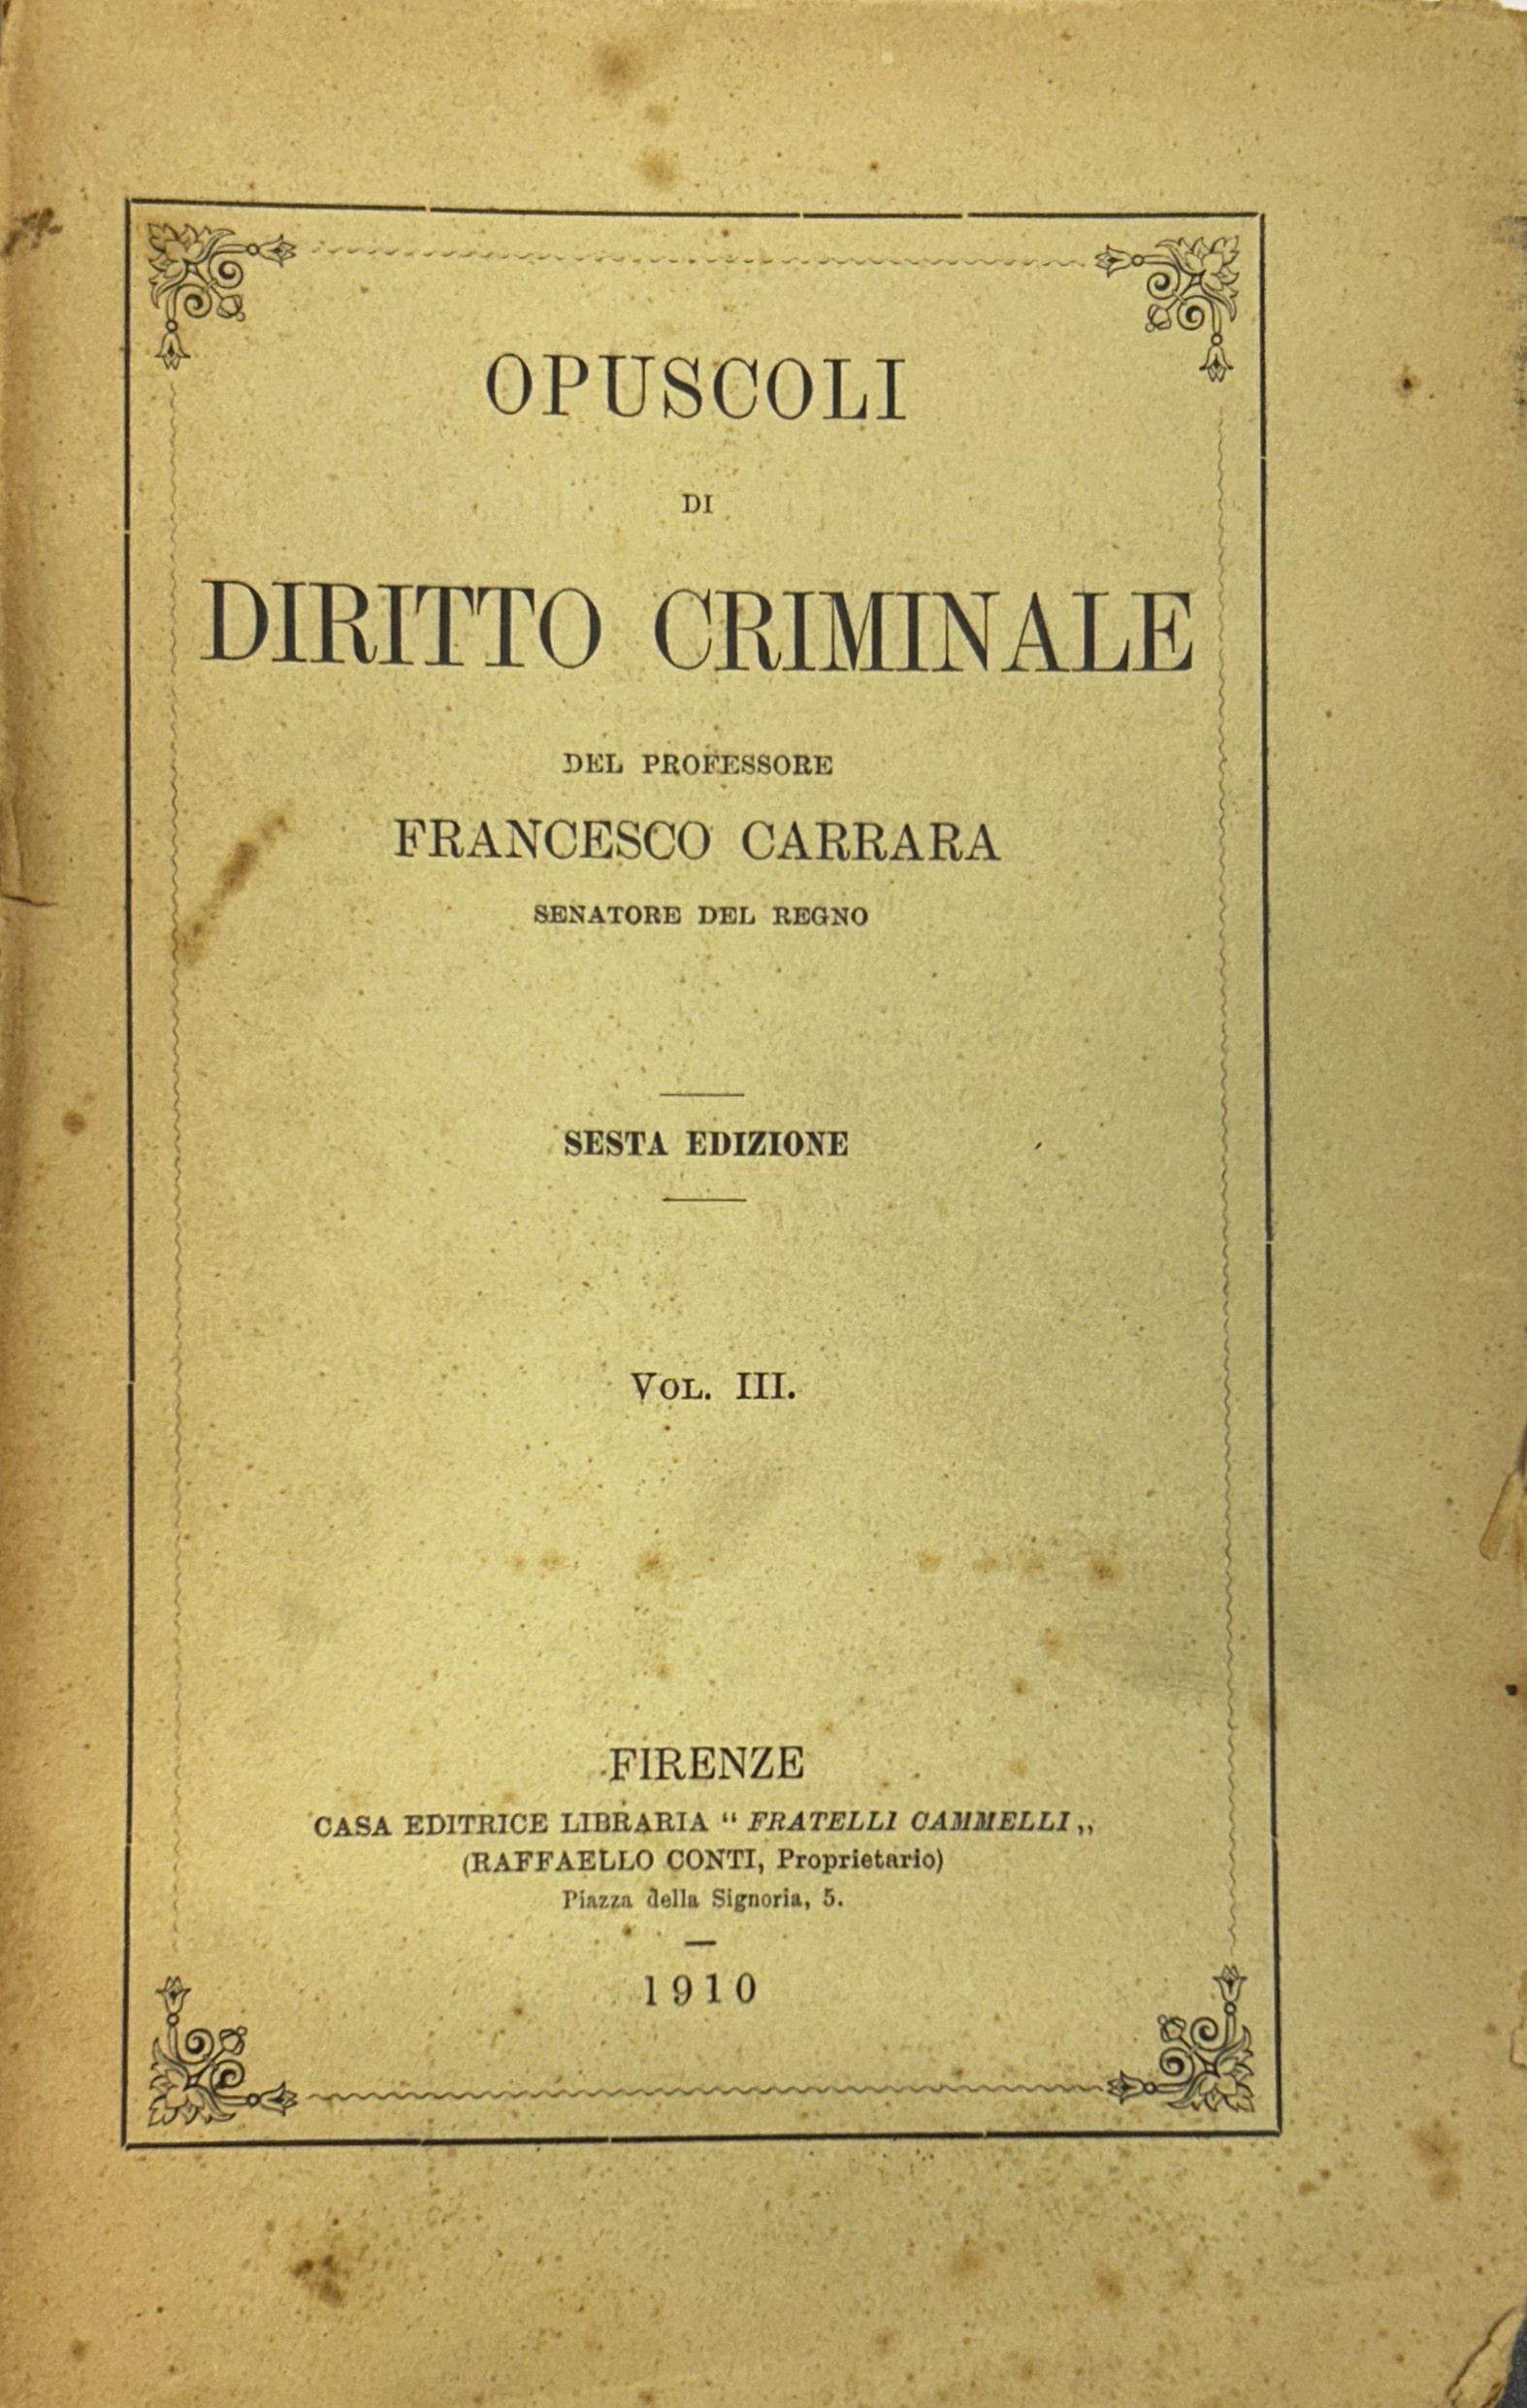 OPUSCOLI
DI
DIRITTO CRIMINALE
DEL PROFESSORE
FRANCESCO CARRARA
SENATORE DEL REGNO
SESTA EDIZIONE
VOL. III.
FIRENZE
CASA EDITRICE LIBRARIA “ FRATELLI CAMMELLI „
(RAFFAELLO CONTI, Proprietario)
Piazza della Signoria, 5.
1910